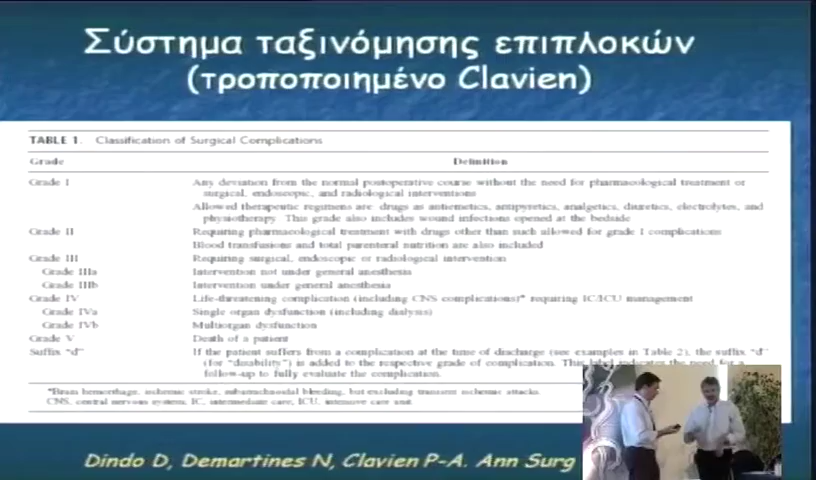 Σύστημα ταξινόμησης επιπλοκών
(τροποποιημένο Clavien)
TABLE 1. Classification of Surgical Complications
Grade Definition
Grade I Any deviation from the normal postoperative course without the need for pharmacological treatment or
surgical, endoscopic, and radiological interventions
Allowed therapeutic regimens are: drugs as antiemetics, antipyretics, analgetics, diuretics, electrolytes, and
physiotherapy. This grade also includes wound infections opened at the bedside
Grade II Requiring pharmacological treatment with drugs other than such allowed for grade I complications
Blood transfusions and total parenteral nutrition are also included
Grade III Requiring surgical, endoscopic or radiological intervention
Grade IIIa Intervention not under general anesthesia
Grade IIIb Intervention under general anesthesia
Grade IV Life-threatening complication (including CNS complications)* requiring IC/ICU management
Grade IVa Single organ dysfunction (including dialysis)
Grade IVb Multiorgan dysfunction
Grade V Death of a patient
Suffix "d" If the patient suffers from a complication at the time of discharge (see examples in Table 2), the suffix "d"
(for "disability") is added to the respective grade of complication. This label indicates the need for a
follow-up to fully evaluate the complication.
*Brain hemorrhage, ischemic stroke, subarachnoidal bleeding, but excluding transient ischemic attacks.
CNS, central nervous system; IC, intermediate care; ICU, intensive care unit.
Dindo D, Demartines N, Clavien P-A. Ann Surg